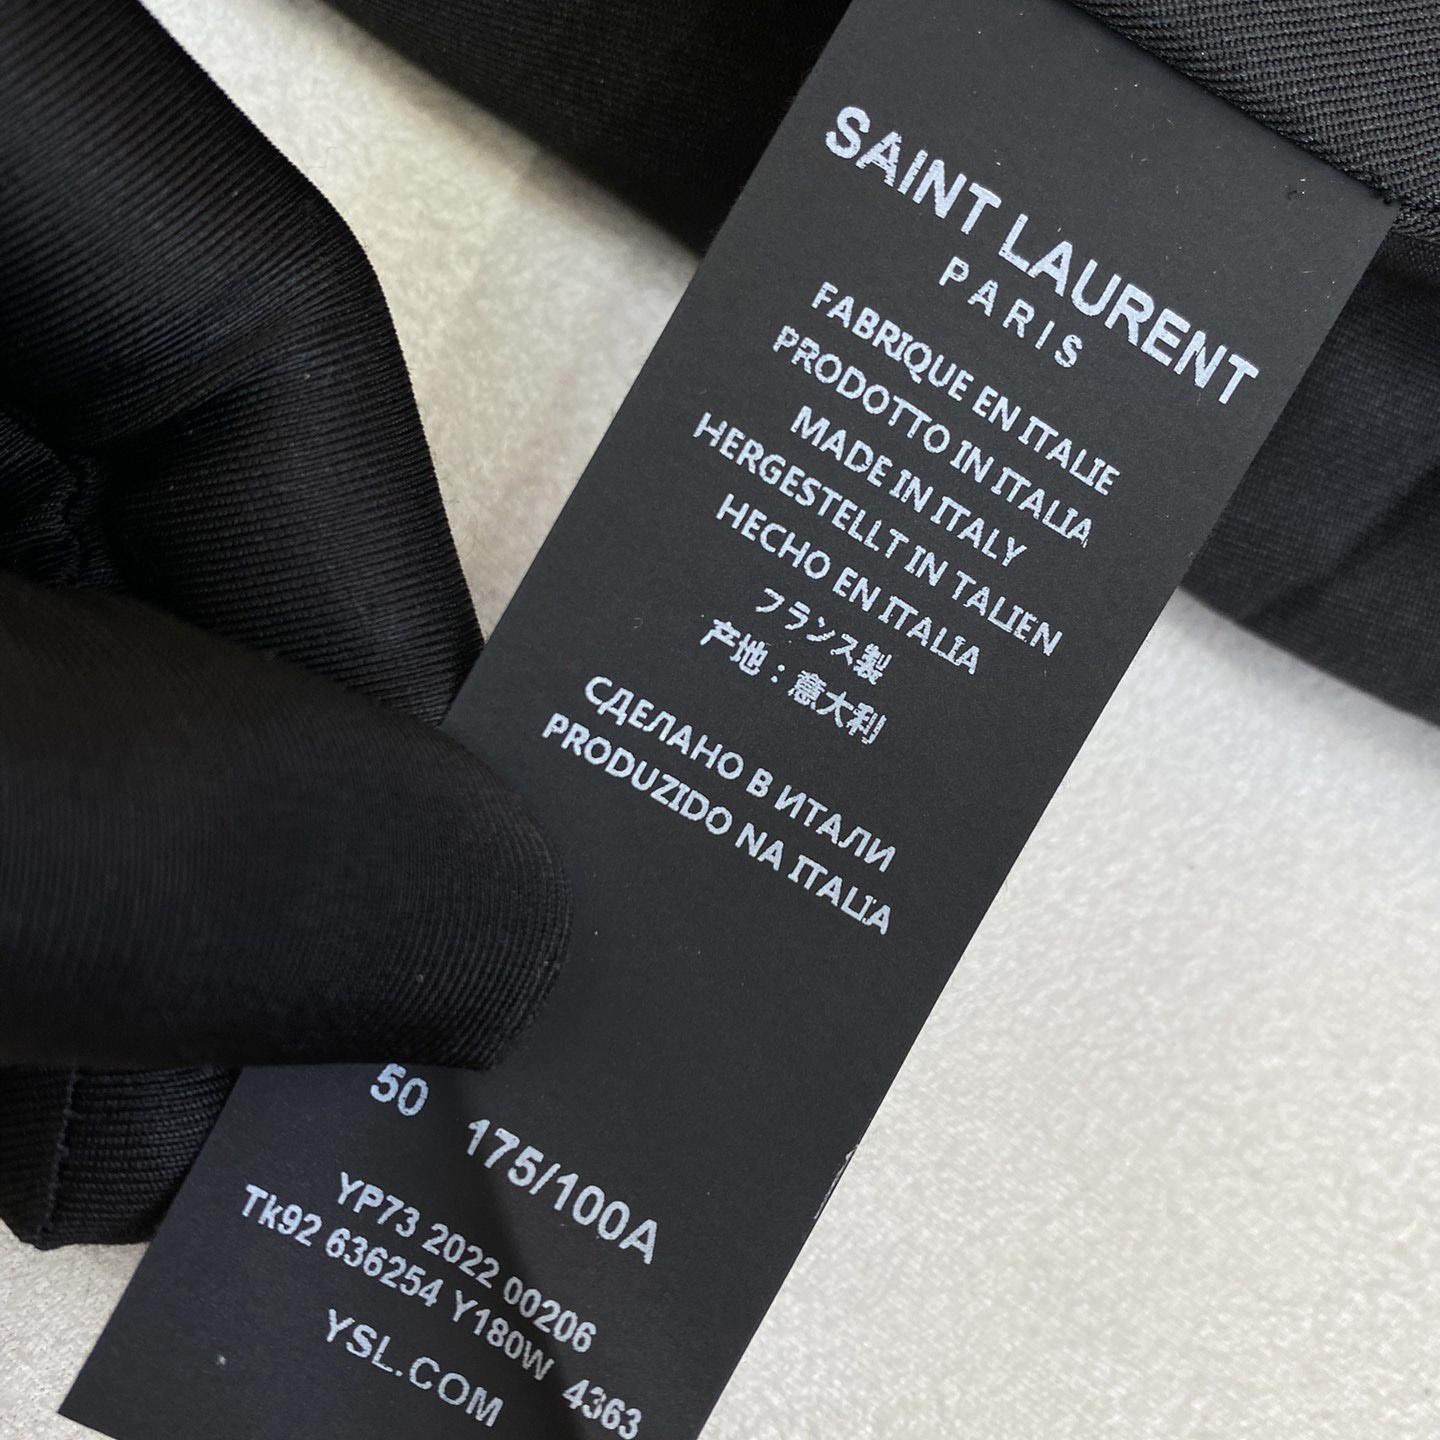 SAINT LAURENT
PARIS
FABRIQUE EN ITALIE
PRODOTTO IN ITALIA
MADE IN ITALY
HERGESTELLT IN TALIEN
HECHO EN ITALIA
フランス製
产地：意大利
СДЕЛАНО В ИТАЛИ
PRODUZIDO NA ITALIA
50 175/100A
YP73 2022 00206
Tk92 636254 Y180W 4363
YSL.COM